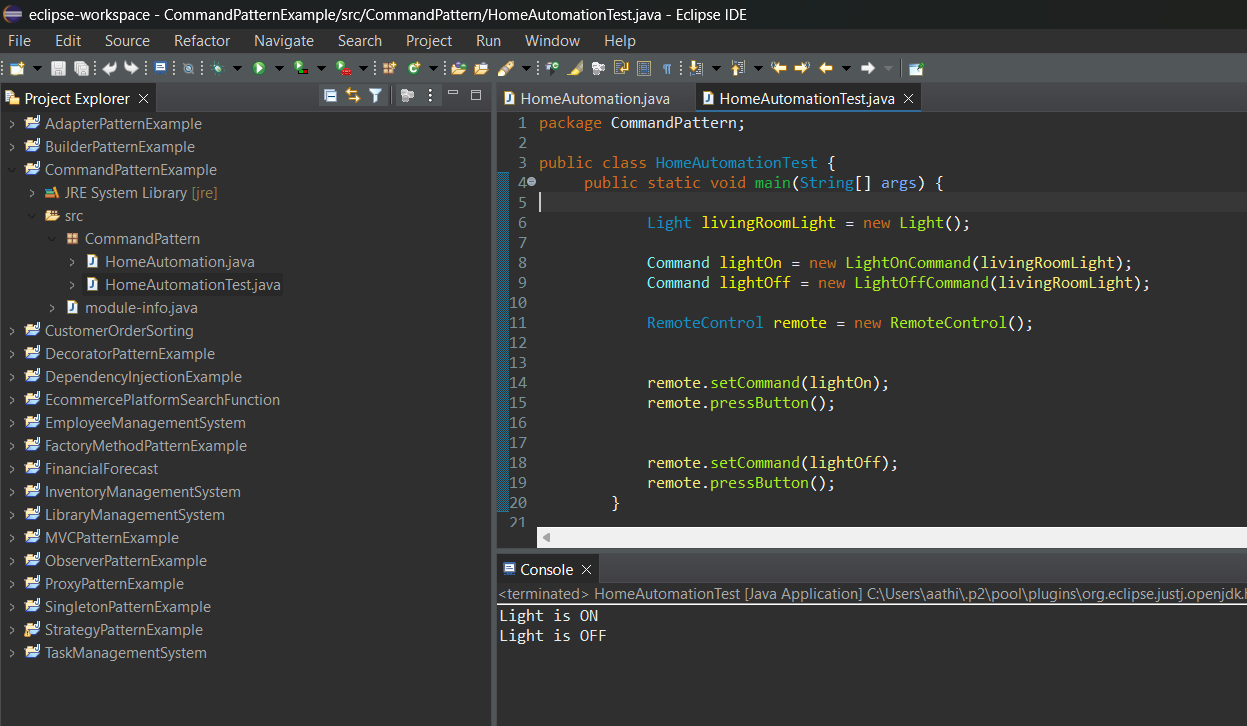 eclipse-workspace - CommandPatternExample/src/CommandPattern/HomeAutomationTest.java - Eclipse IDE
File Edit Source Refactor Navigate Search Project Run Window Help
Project Explorer
AdapterPatternExample
BuilderPatternExample
CommandPatternExample
JRE System Library [jre]
src
CommandPattern
HomeAutomation.java
HomeAutomationTest.java
module-info.java
CustomerOrderSorting
DecoratorPatternExample
DependencyInjectionExample
EcommercePlatformSearchFunction
EmployeeManagementSystem
FactoryMethodPatternExample
FinancialForecast
InventoryManagementSystem
LibraryManagementSystem
MVCPatternExample
ObserverPatternExample
ProxyPatternExample
SingletonPatternExample
StrategyPatternExample
TaskManagementSystem
HomeAutomation.java HomeAutomationTest.java
1 package CommandPattern;
2
3 public class HomeAutomationTest {
4 public static void main(String[] args) {
5
6 Light livingRoomLight = new Light();
7
8 Command lightOn = new LightOnCommand(livingRoomLight);
9 Command lightOff = new LightOffCommand(livingRoomLight);
10
11 RemoteControl remote = new RemoteControl();
12
13
14 remote.setCommand(lightOn);
15 remote.pressButton();
16
17
18 remote.setCommand(lightOff);
19 remote.pressButton();
20 }
21
Console
<terminated> HomeAutomationTest [Java Application] C:\Users\aathi\.p2\pool\plugins\org.eclipse.justj.openjdk.h
Light is ON
Light is OFF